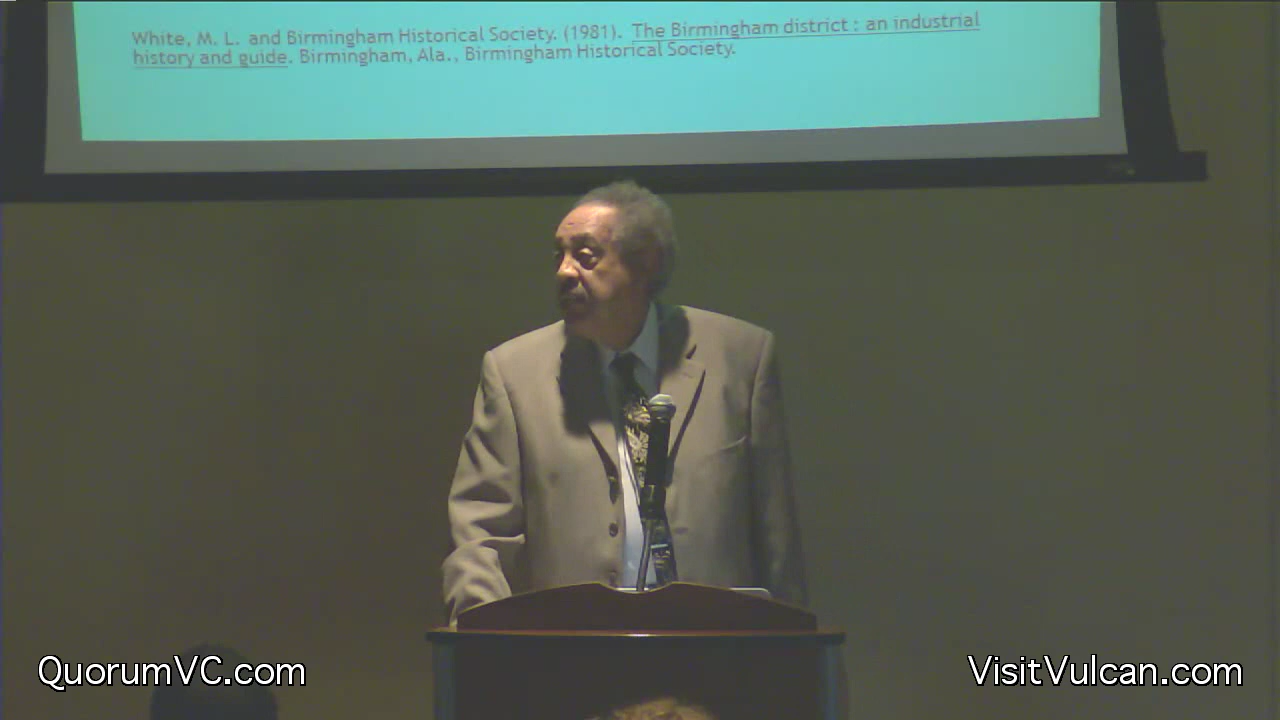 White, M. L. and Birmingham Historical Society. (1981). The Birmingham district : an industrial
history and guide. Birmingham, Ala., Birmingham Historical Society.
QuorumVC.com
VisitVulcan.com